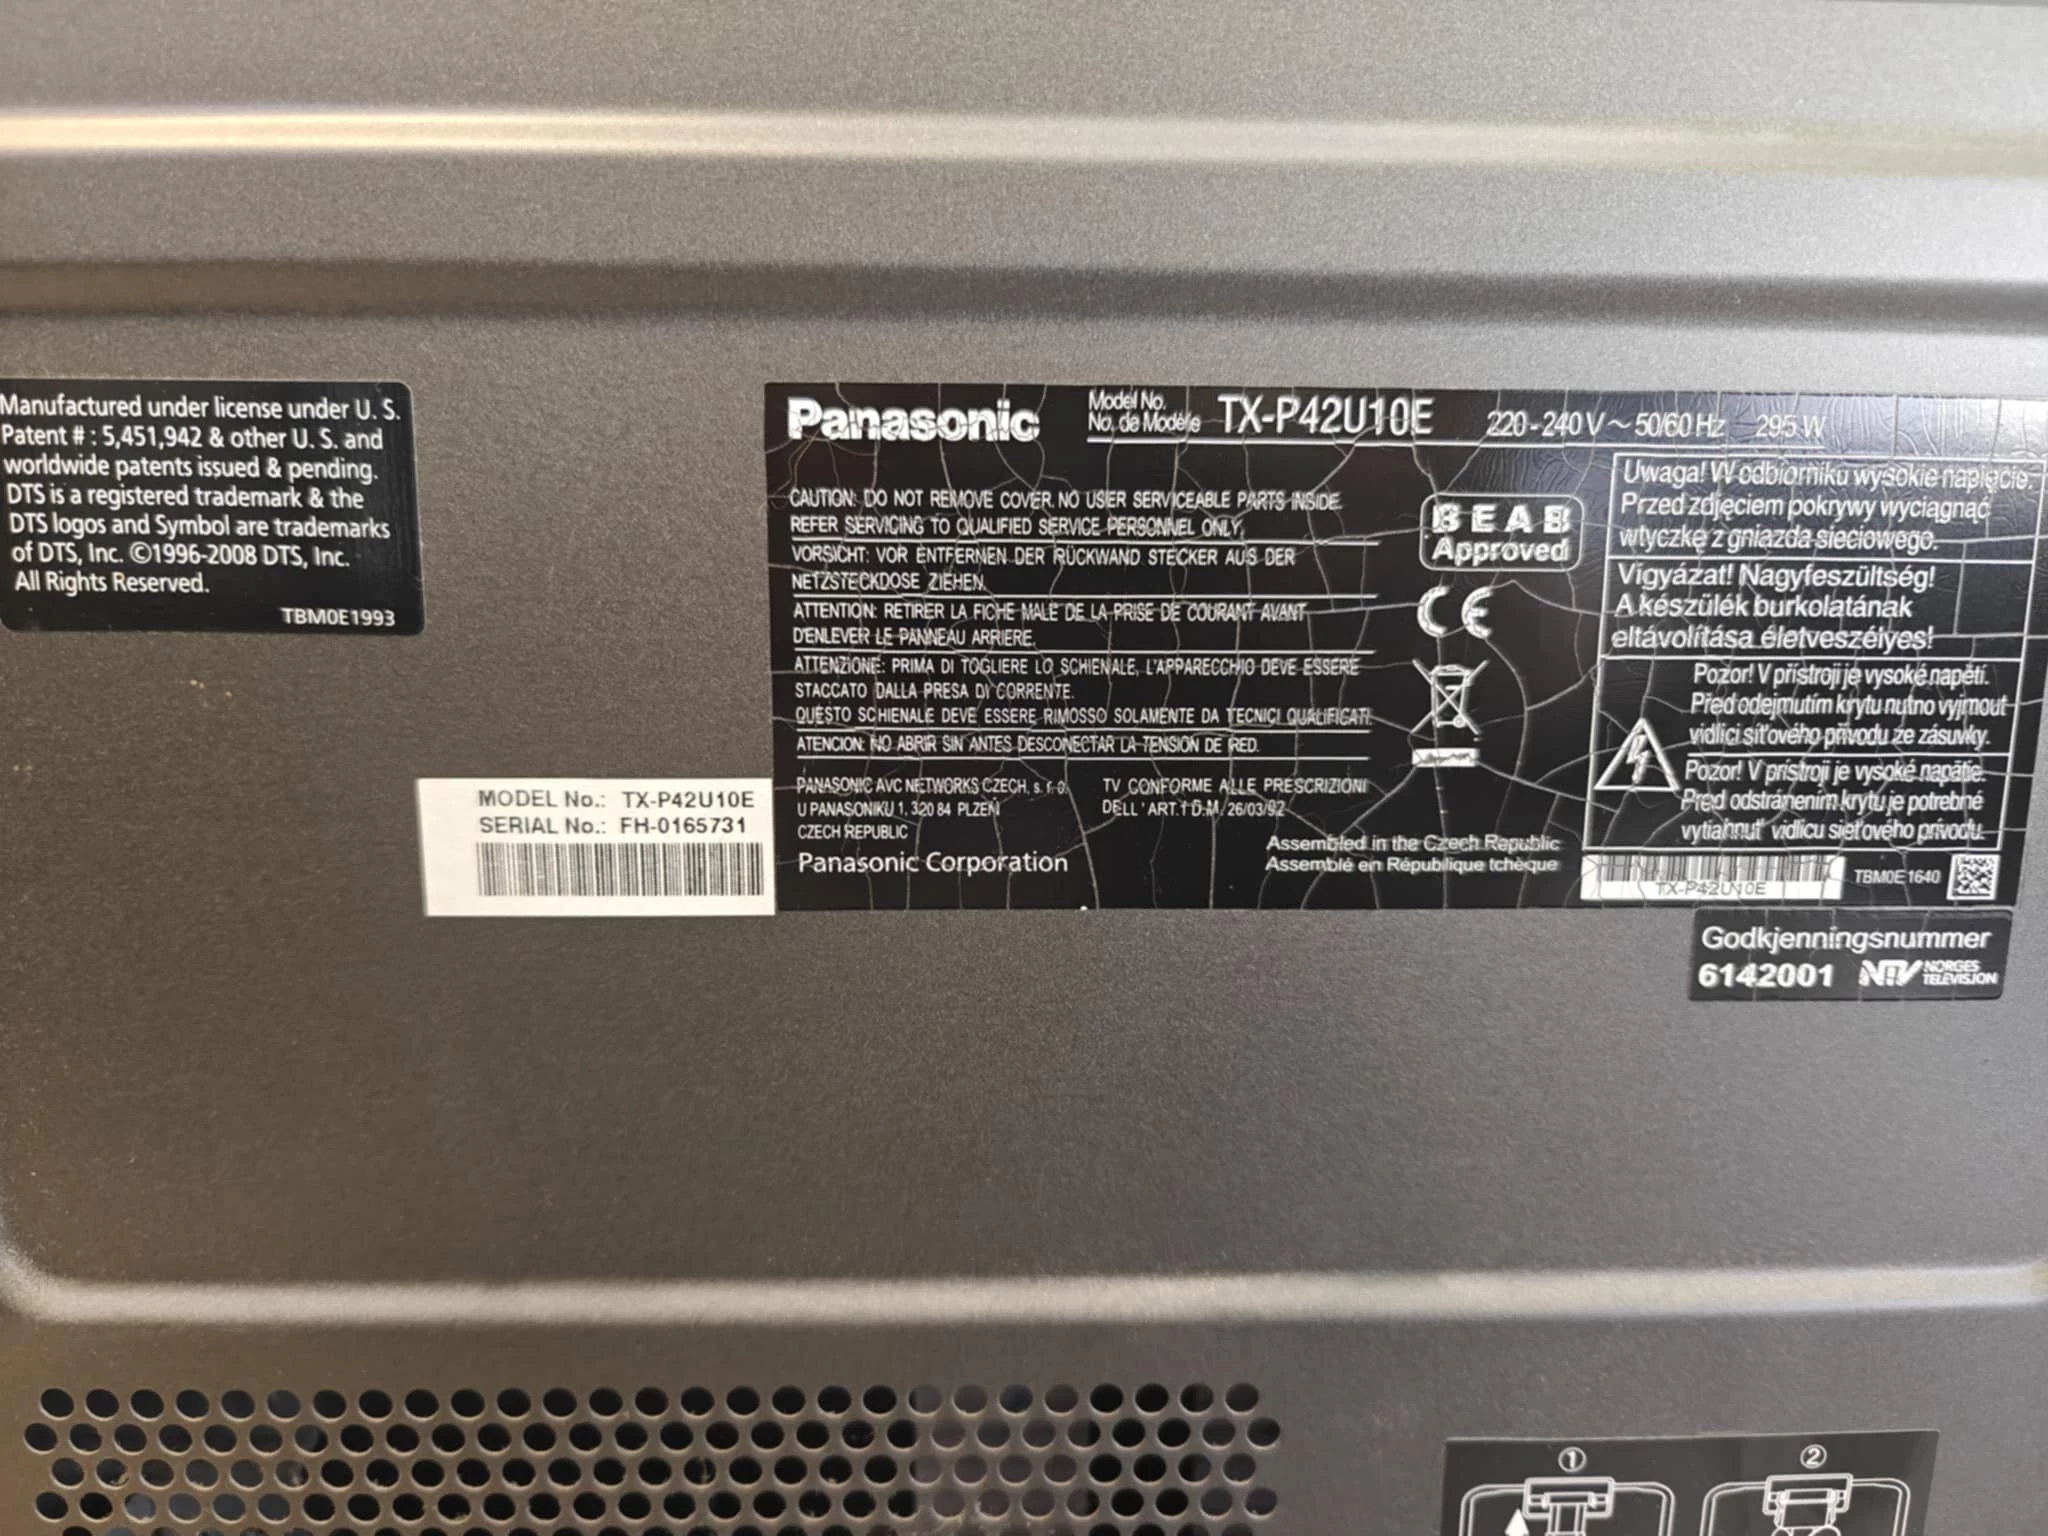 Manufactured under license under U. S.
Patent # : 5,451,942 & other U. S. and
worldwide patents issued & pending.
DTS is a registered trademark & the
DTS logos and Symbol are trademarks
of DTS, Inc. ©1996-2008 DTS, Inc.
All Rights Reserved.
TBM0E1993
MODEL No.: TX-P42U10E
SERIAL No.: FH-0165731
Panasonic
Model No.
No. de Modèle
TX-P42U10E
220-240 V ~ 50/60 Hz 295 W
CAUTION: DO NOT REMOVE COVER. NO USER SERVICEABLE PARTS INSIDE.
REFER SERVICING TO QUALIFIED SERVICE PERSONNEL ONLY.
VORSICHT: VOR ENTFERNEN DER RÜCKWAND STECKER AUS DER
NETZSTECKDOSE ZIEHEN.
ATTENTION: RETIRER LA FICHE MALE DE LA PRISE DE COURANT AVANT
D'ENLEVER LE PANNEAU ARRIERE.
ATTENZIONE: PRIMA DI TOGLIERE LO SCHIENALE, L'APPARECCHIO DEVE ESSERE
STACCATO DALLA PRESA DI CORRENTE.
QUESTO SCHIENALE DEVE ESSERE RIMOSSO SOLAMENTE DA TECNICI QUALIFICATI.
ATENCION: NO ABRIR SIN ANTES DESCONECTAR LA TENSION DE RED.
PANASONIC AVC NETWORKS CZECH, s. r. o.
U PANASONIKU 1, 320 84 PLZEŇ
CZECH REPUBLIC
Panasonic Corporation
TV CONFORME ALLE PRESCRIZIONI
DELL' ART.1 D.M. 26/03/92
Assembled in the Czech Republic
Assemblé en République tchèque
BEAB
Approved
CE
Uwaga! W odbiorniku wysokie napięcie.
Przed zdjęciem pokrywy wyciągnąć
wtyczkę z gniazda sieciowego.
Vigyázat! Nagyfeszültség!
A készülék burkolatának
eltávolítása életveszélyes!
Pozor! V přístroji je vysoké napětí.
Před odejmutím krytu nutno vyjmout
vidlici síťového přívodu ze zásuvky.
Pozor! V prístroji je vysoké napätie.
Pred odstránením krytu je potrebné
vytiahnuť vidlicu sieťového prívodu.
TX-P42U10E
TBM0E1640
Godkjenningsnummer
6142001 NTV NORGES
TELEVISJON
① ②